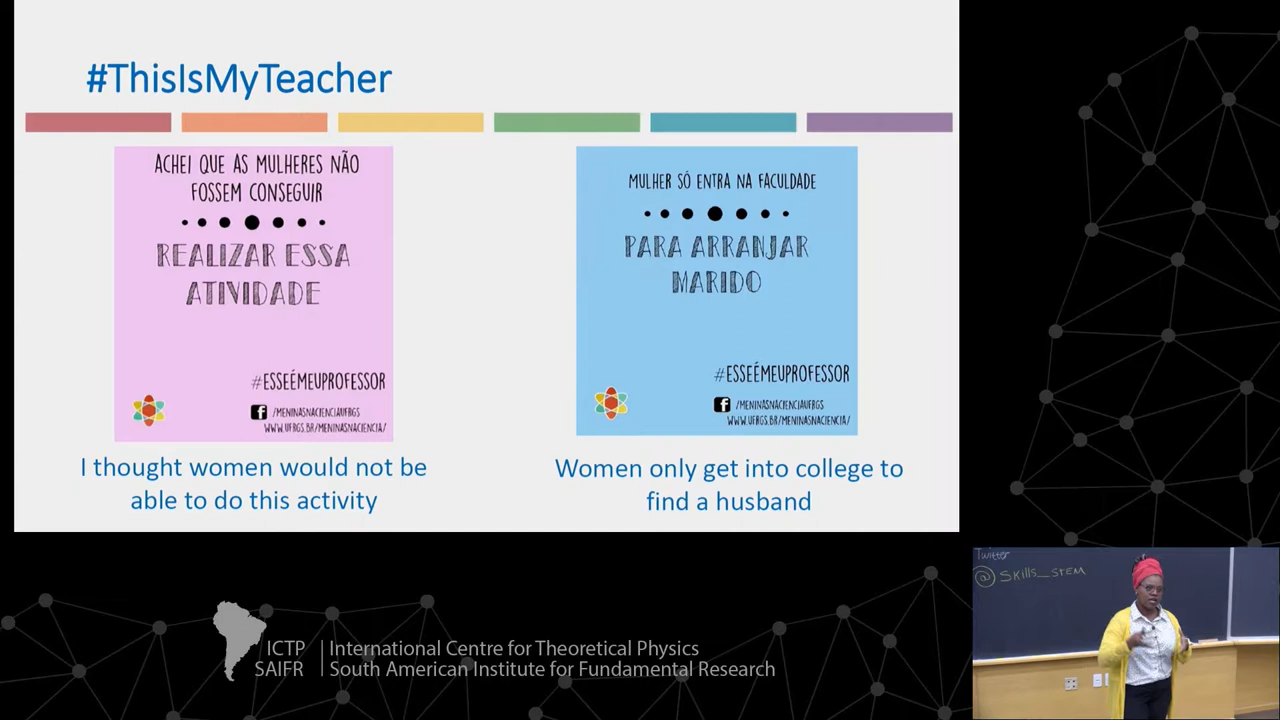 #ThisIsMyTeacher
ACHEI QUE AS MULHERES NÃO
FOSSEM CONSEGUIR
REALIZAR ESSA
ATIVIDADE
#ESSEÉMEUPROFESSOR
f /MENINASNACIENCIAUFRGS
WWW.UFRGS.BR/MENINASNACIENCIA/
I thought women would not be
able to do this activity
MULHER SÓ ENTRA NA FACULDADE
PARA ARRANJAR
MARIDO
#ESSEÉMEUPROFESSOR
f /MENINASNACIENCIAUFRGS
WWW.UFRGS.BR/MENINASNACIENCIA/
Women only get into college to
find a husband
Twitter
@ Skills_STEM
ICTP
SAIFR
International Centre for Theoretical Physics
South American Institute for Fundamental Research